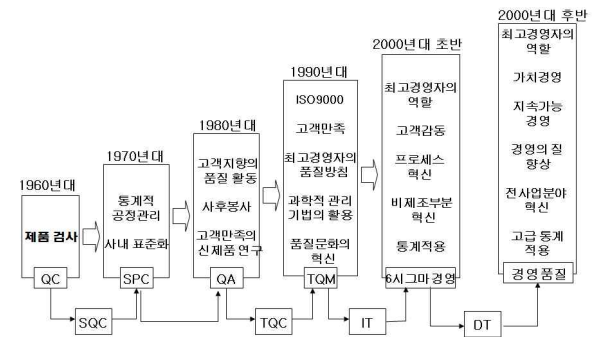 1960년대
제품 검사
QC
SQC
1970년대
통계적
공정관리
사내 표준화
SPC
1980년대
고객지향의
품질 활동
사후봉사
고객만족의
신제품 연구
QA
TQC
1990년대
ISO9000
고객만족
최고경영자의
품질방침
과학적 관리
기법의 활용
품질문화의
혁신
TQM
IT
2000년대 초반
최고경영자의
역할
고객감동
프로세스
혁신
비제조부분
혁신
통계적용
6시그마경영
DT
2000년대 후반
최고경영자의
역할
가치경영
지속가능
경영
경영의 질
향상
전사업분야
혁신
고급 통계
적용
경영 품질